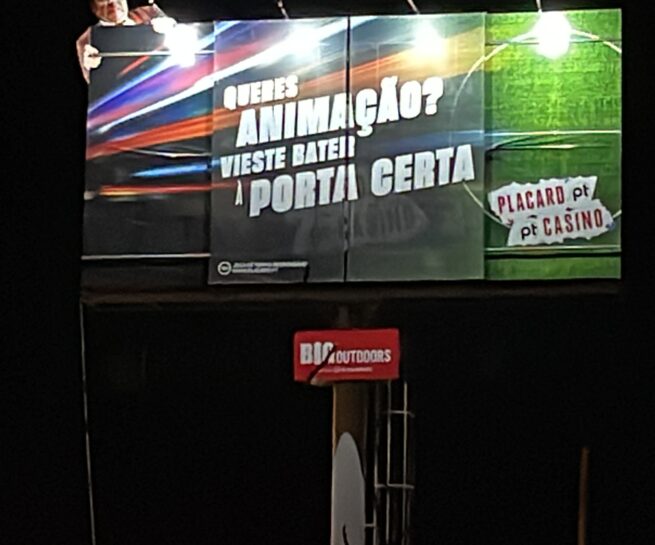 QUERES
ANIMAÇÃO?
VIESTE BATER
À PORTA CERTA
PLACARD pt
pt CASINO
BIG OUTDOORS